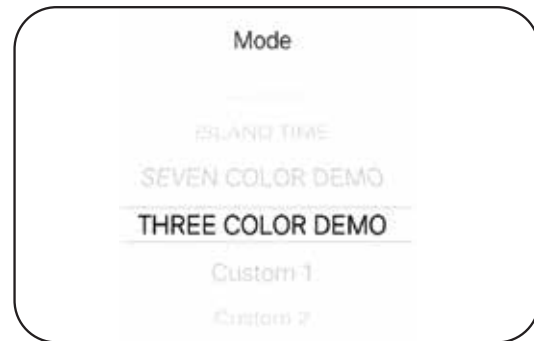 Mode
ISLAND TIME
SEVEN COLOR DEMO
THREE COLOR DEMO
Custom 1
Custom 2